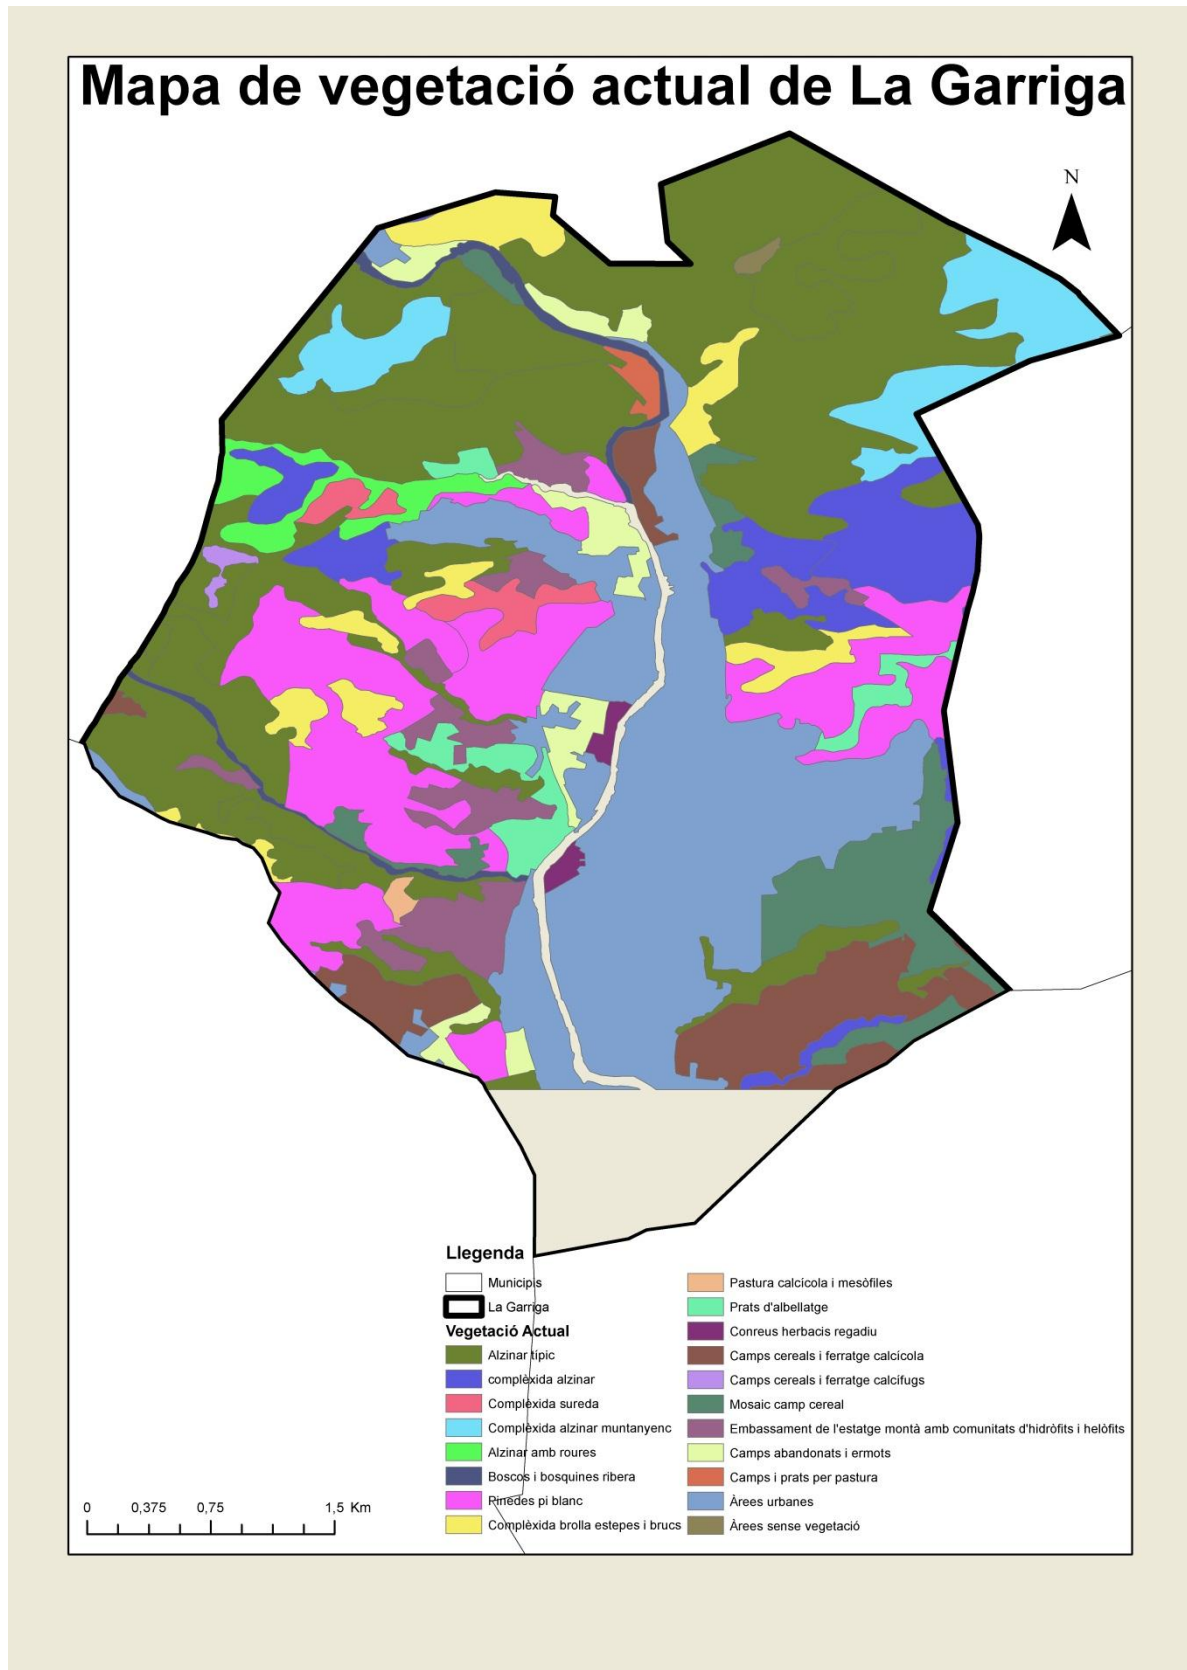 Mapa de vegetació actual de La Garriga
N
Llegenda
Municipis
La Garriga
Vegetació Actual
Alzinar típic
complèxida alzinar
Complèxida sureda
Complèxida alzinar muntanyenc
Alzinar amb roures
Boscos i bosquines ribera
Pinedes pi blanc
Complèxida brolla estepes i brucs
Pastura calcícola i mesòfiles
Prats d'albellatge
Conreus herbacis regadiu
Camps cereals i ferratge calcícola
Camps cereals i ferratge calcífugs
Mosaic camp cereal
Embassament de l'estatge montà amb comunitats d'hidròfits i helòfits
Camps abandonats i ermots
Camps i prats per pastura
Àrees urbanes
Àrees sense vegetació
0 0,375 0,75 1,5 Km